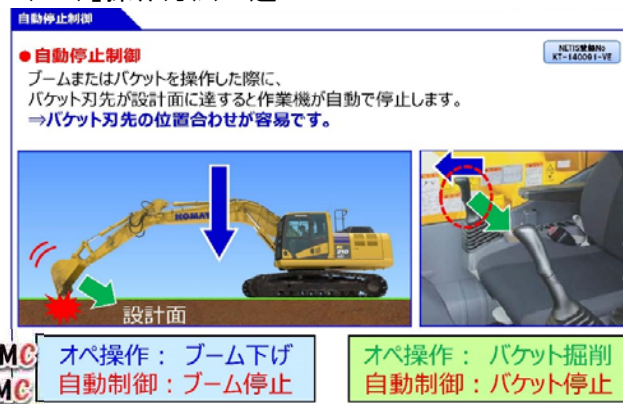 自動停止制御
●自動停止制御
NETIS登録No
KT-140091-VE
ブームまたはバケットを操作した際に、
バケット刃先が設計面に達すると作業機が自動で停止します。
⇒バケット刃先の位置合わせが容易です。
KOMATSU
設計面
MC
オペ操作： ブーム下げ
MC
自動制御：ブーム停止
オペ操作： バケット掘削
自動制御：バケット停止